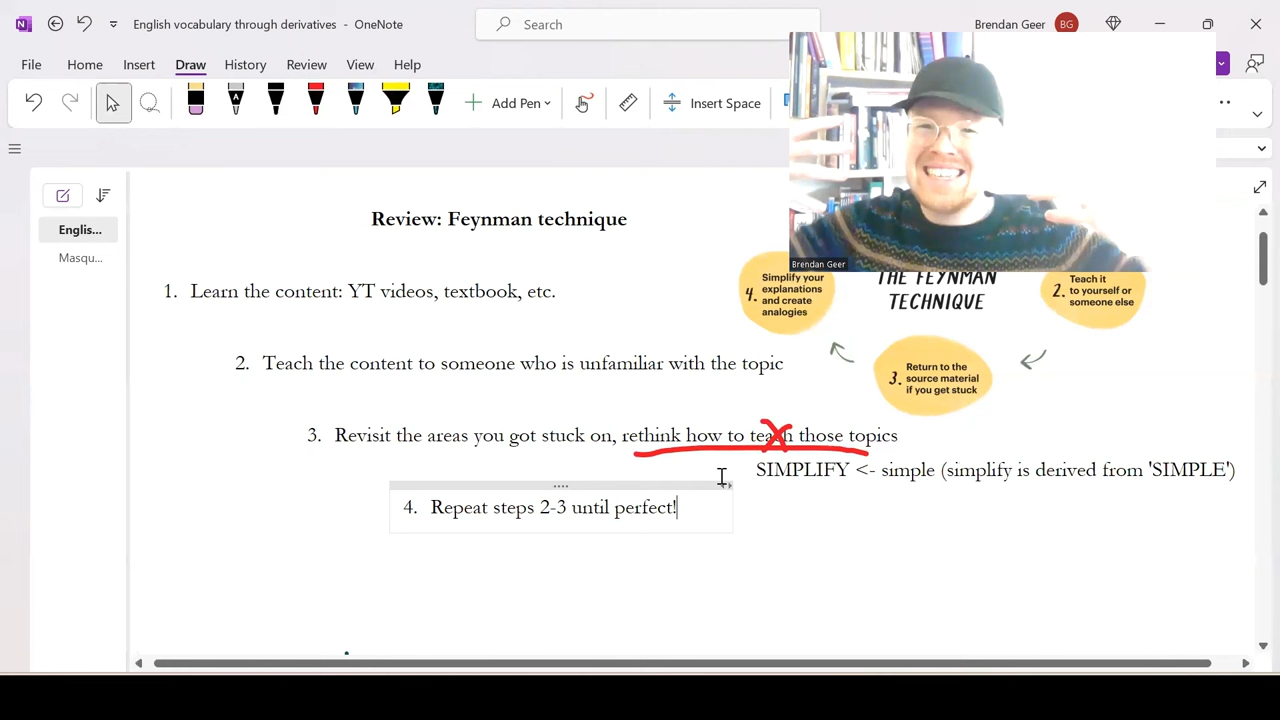 English vocabulary through derivatives - OneNote
Search
Brendan Geer
BG
File
Home
Insert
Draw
History
Review
View
Help
A
Add Pen
Insert Space
Englis...
Masqu...
Brendan Geer
Review: Feynman technique
THE FEYNMAN
TECHNIQUE
1. Learn the content: YT videos, textbook, etc.
4. Simplify your
explanations
and create
analogies
2. Teach it
to yourself or
someone else
2. Teach the content to someone who is unfamiliar with the topic
3. Return to the
source material
if you get stuck
3. Revisit the areas you got stuck on, rethink how to teach those topics
SIMPLIFY <- simple (simplify is derived from 'SIMPLE')
4. Repeat steps 2-3 until perfect!